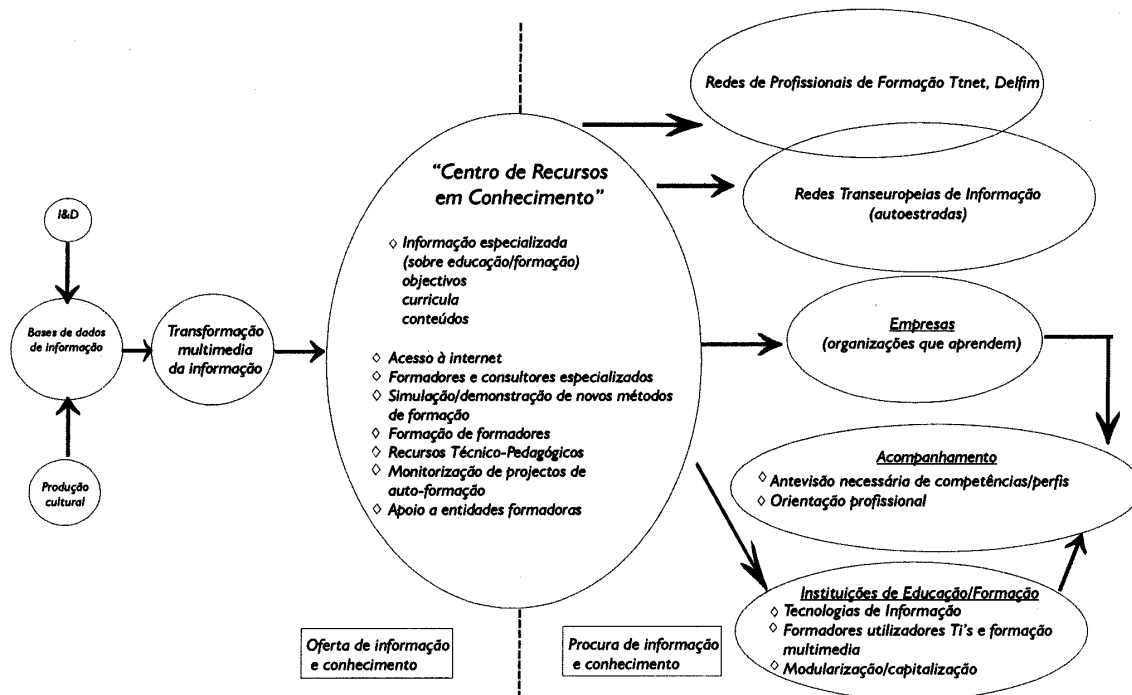 I&D
Bases de dados
de informação
Produção
cultural
Transformação
multimedia
da informação
“Centro de Recursos
em Conhecimento”
◊ Informação especializada
(sobre educação/formação)
objectivos
curricula
conteúdos
◊ Acesso à internet
◊ Formadores e consultores especializados
◊ Simulação/demonstração de novos métodos
de formação
◊ Formação de formadores
◊ Recursos Técnico-Pedagógicos
◊ Monitorização de projectos de
auto-formação
◊ Apoio a entidades formadoras
Oferta de informação
e conhecimento
Redes de Profissionais de Formação Ttnet, Delfim
Redes Transeuropeias de Informação
(autoestradas)
Empresas
(organizações que aprendem)
Acompanhamento
◊ Antevisão necessária de competências/perfis
◊ Orientação profissional
Instituições de Educação/Formação
◊ Tecnologias de Informação
◊ Formadores utilizadores Ti's e formação
multimedia
◊ Modularização/capitalização
Procura de informação
e conhecimento